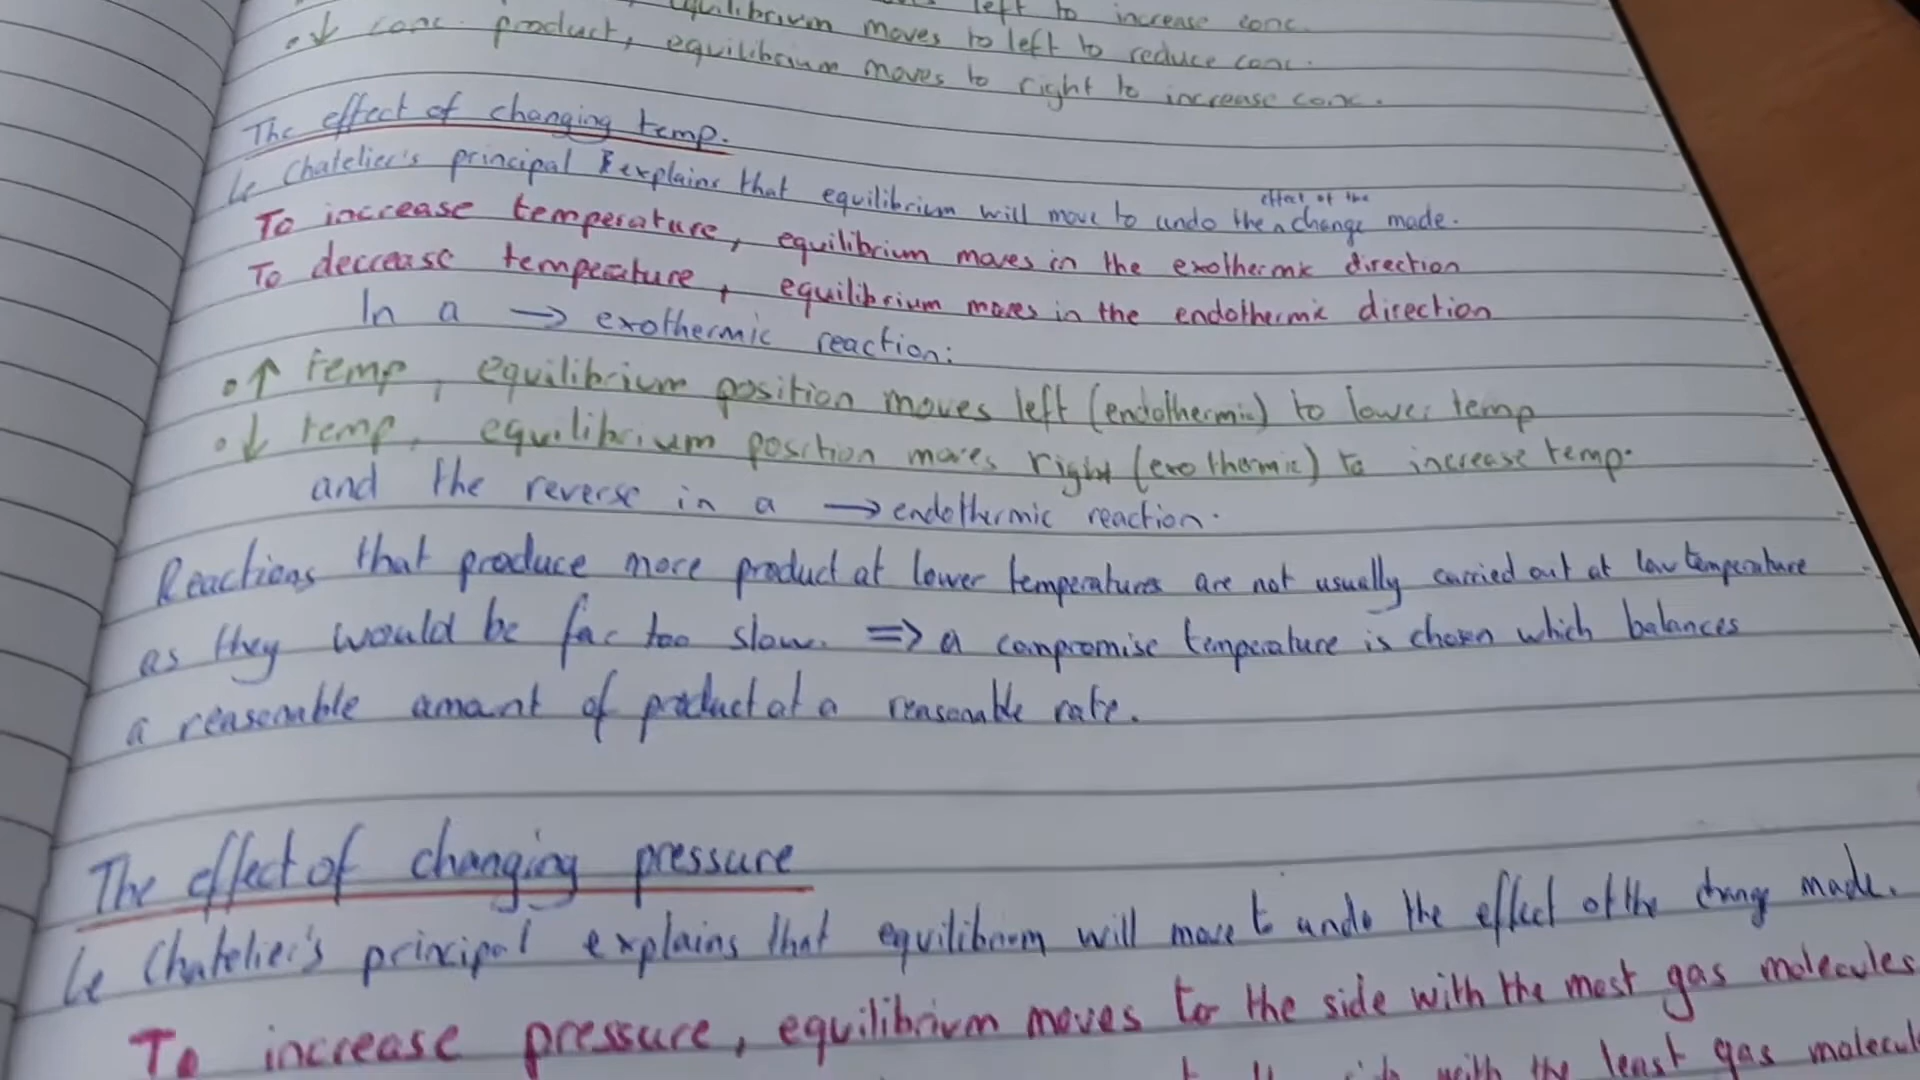 equilibrium moves to left to increase conc.
• ↓ conc. product, equilibrium moves to left to reduce conc.
equilibrium moves to right to increase conc.
The effect of changing temp.
Le Chatelier's principal explains that equilibrium will move to undo the effect of the change made.
To increase temperature, equilibrium moves in the exothermic direction
To decrease temperature, equilibrium moves in the endothermic direction
In a → exothermic reaction:
• ↑ temp, equilibrium position moves left (endothermic) to lower temp
• ↓ temp, equilibrium position moves right (exothermic) to increase temp.
and the reverse in a → endothermic reaction.
Reactions that produce more product at lower temperatures are not usually carried out at low temperature
as they would be far too slow. => a compromise temperature is chosen which balances
a reasonable amount of product at a reasonable rate.
The effect of changing pressure
Le Chatelier's principal explains that equilibrium will move to undo the effect of the change made.
To increase pressure, equilibrium moves to the side with the most gas molecules
side with the least gas